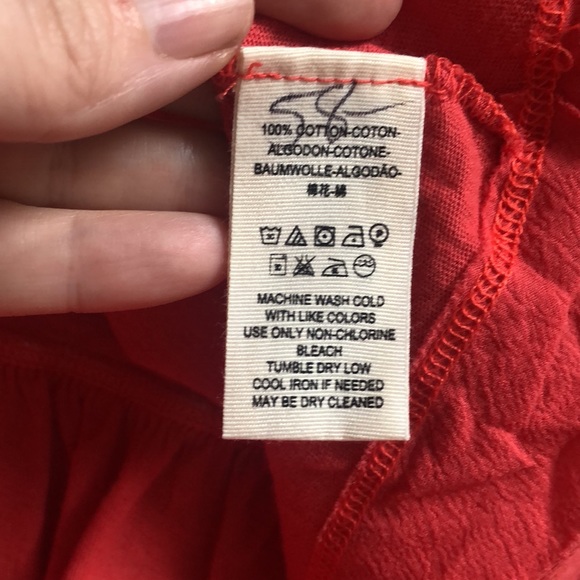 100% COTTON-COTON-
ALGODON-COTONE-
BAUMWOLLE-ALGODÃO-
棉花-綿
MACHINE WASH COLD
WITH LIKE COLORS
USE ONLY NON-CHLORINE
BLEACH
TUMBLE DRY LOW
COOL IRON IF NEEDED
MAY BE DRY CLEANED